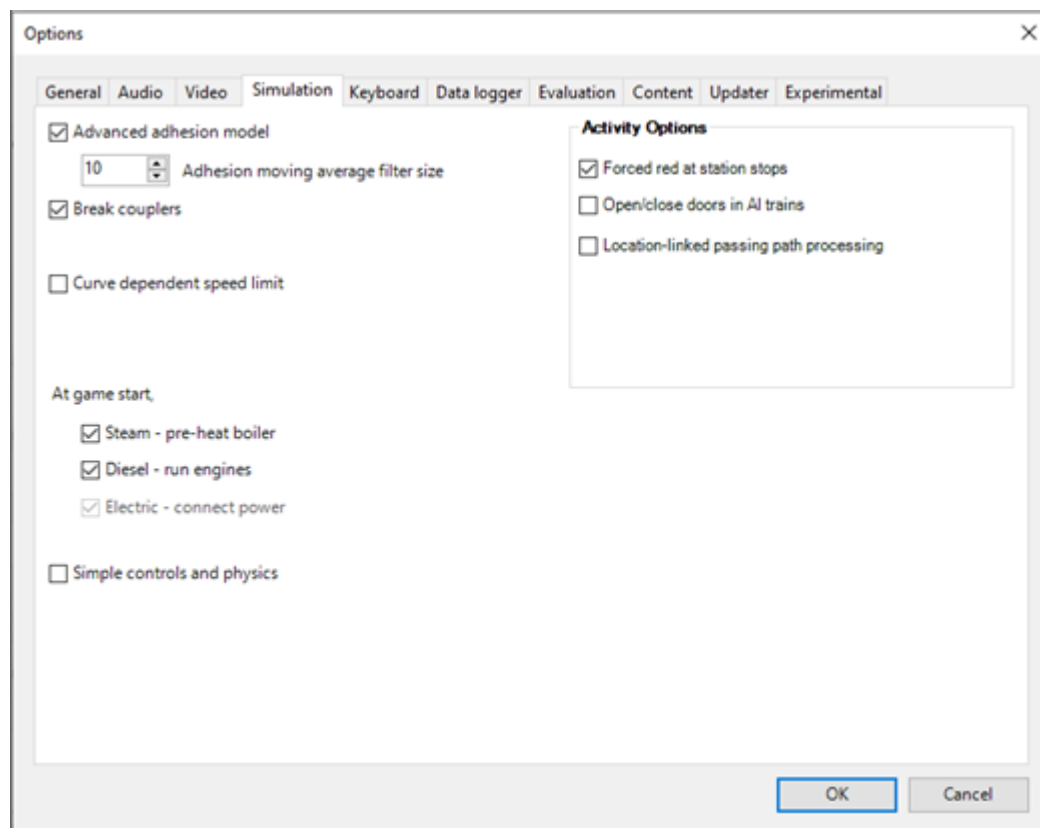 Options
General Audio Video Simulation Keyboard Data logger Evaluation Content Updater Experimental
Advanced adhesion model
10 Adhesion moving average filter size
Break couplers
Curve dependent speed limit
At game start,
Steam - pre-heat boiler
Diesel - run engines
Electric - connect power
Simple controls and physics
Activity Options
Forced red at station stops
Open/close doors in AI trains
Location-linked passing path processing
OK Cancel